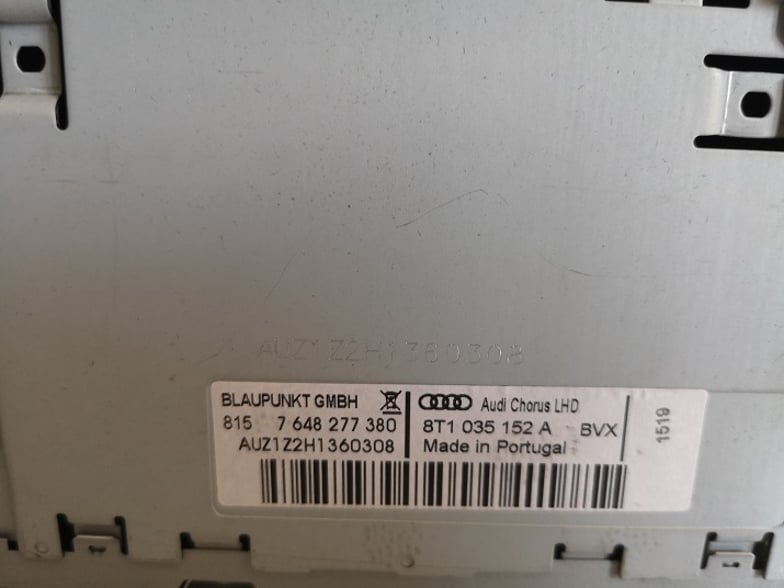 AUZ1Z2H1360308
BLAUPUNKT GMBH
815 7 648 277 380
AUZ1Z2H1360308
Audi Chorus LHD
8T1 035 152 A BVX
Made in Portugal
1519